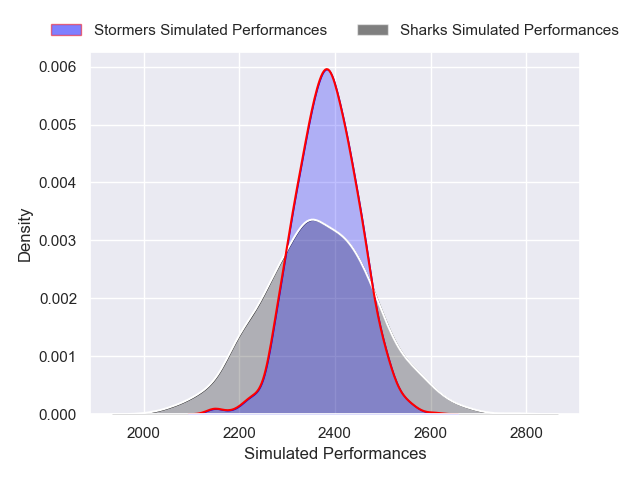 Stormers Simulated Performances Sharks Simulated Performances
0.006
0.005
0.004
0.003
0.002
0.001
0.000
Density
2000 2200 2400 2600 2800
Simulated Performances